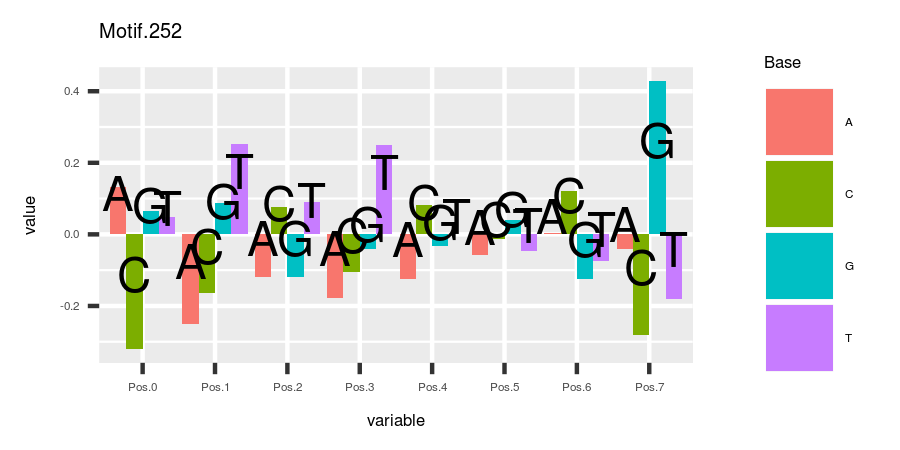 Motif.252
Base
0.4
0.2
0.0
-0.2
value
A C G T A C G T A C G T A C G T A C G T A C G T A C G T A C G T
Pos.0 Pos.1 Pos.2 Pos.3 Pos.4 Pos.5 Pos.6 Pos.7
variable
A
C
G
T